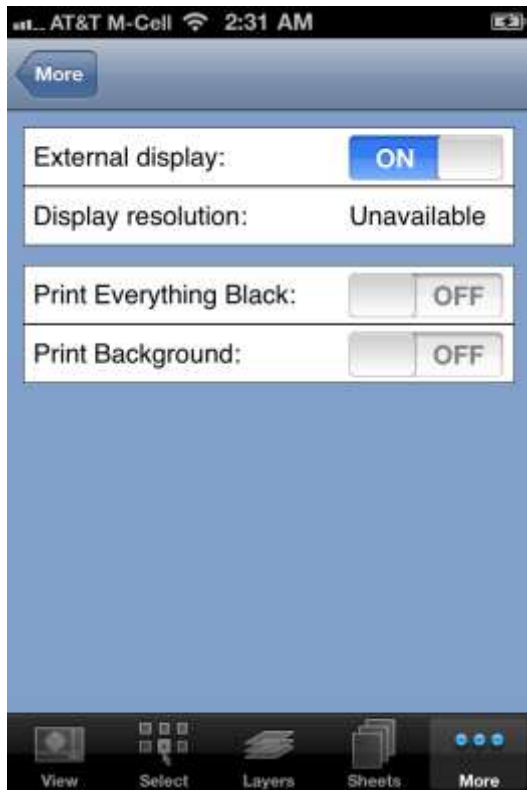 AT&T M-Cell 2:31 AM
More
External display: ON
Display resolution: Unavailable
Print Everything Black: OFF
Print Background: OFF
View Select Layers Sheets More